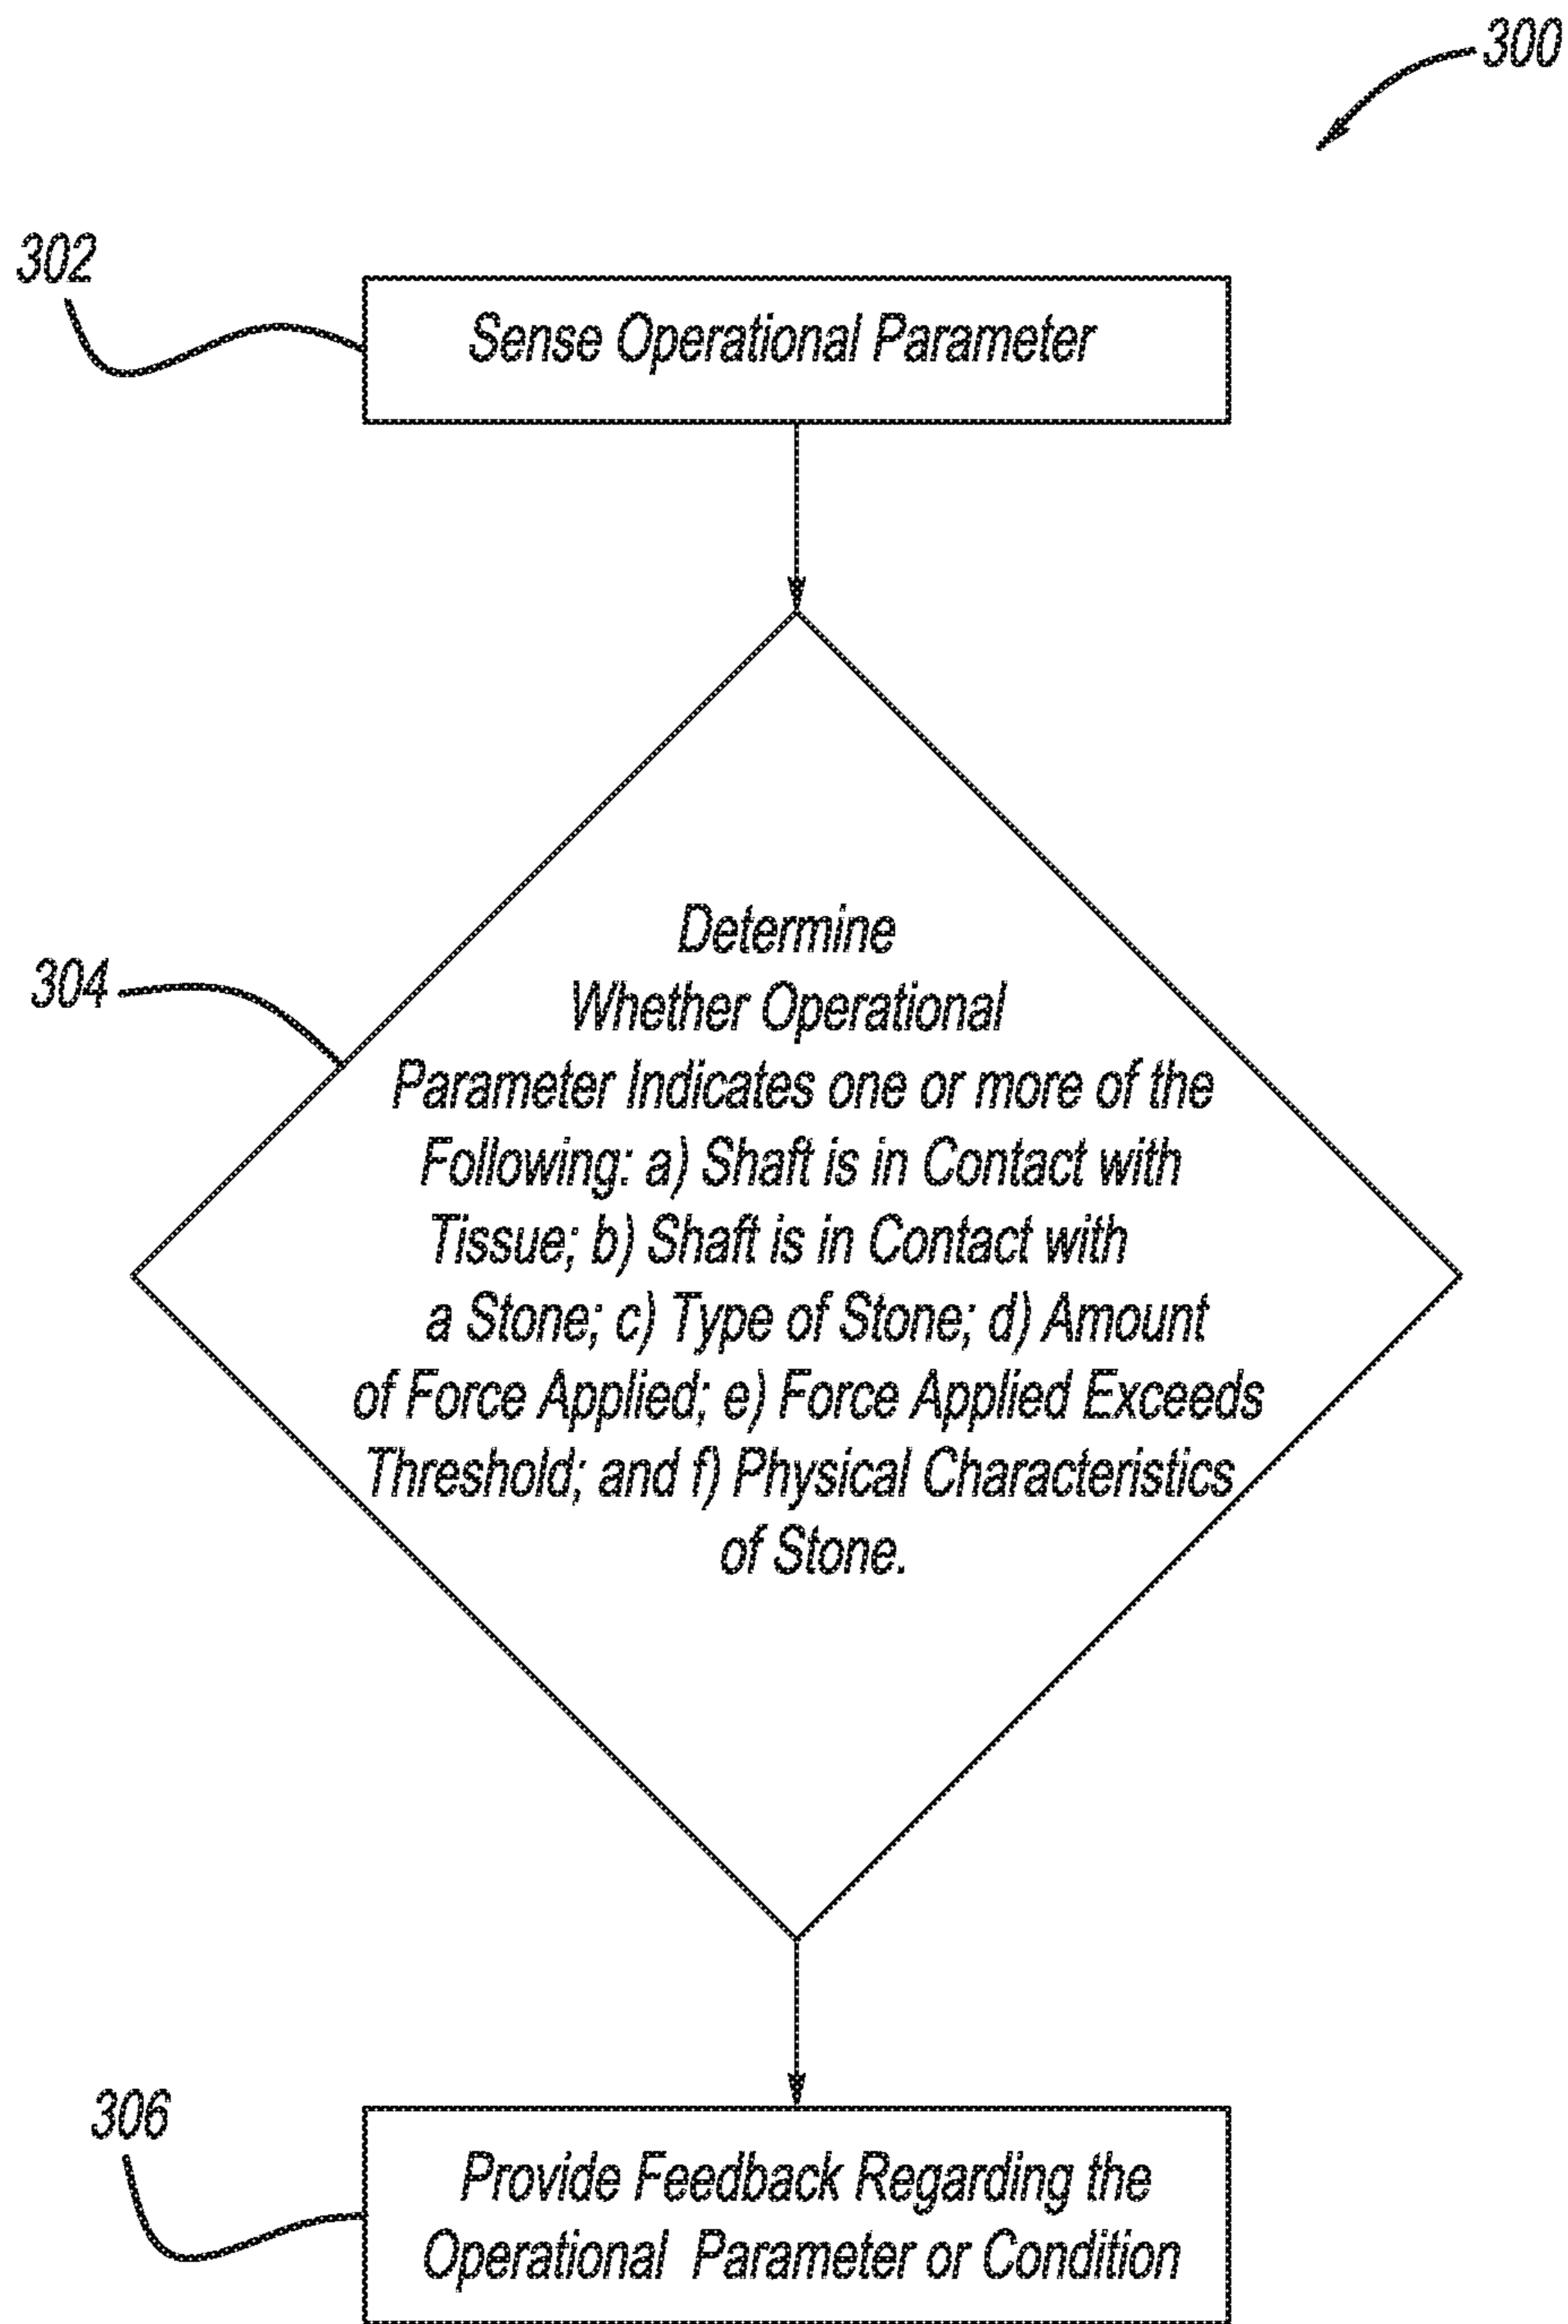 300
302
Sense Operational Parameter
304
Determine
Whether Operational
Parameter Indicates one or more of the
Following: a) Shaft is in Contact with
Tissue; b) Shaft is in Contact with
a Stone; c) Type of Stone; d) Amount
of Force Applied; e) Force Applied Exceeds
Threshold; and f) Physical Characteristics
of Stone.
306
Provide Feedback Regarding the
Operational Parameter or Condition